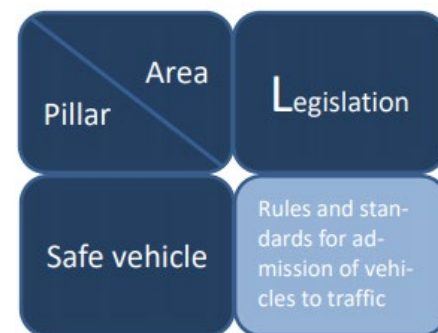 Area
Pillar
Legislation
Safe vehicle
Rules and stan-
dards for ad-
mission of vehi-
cles to traffic